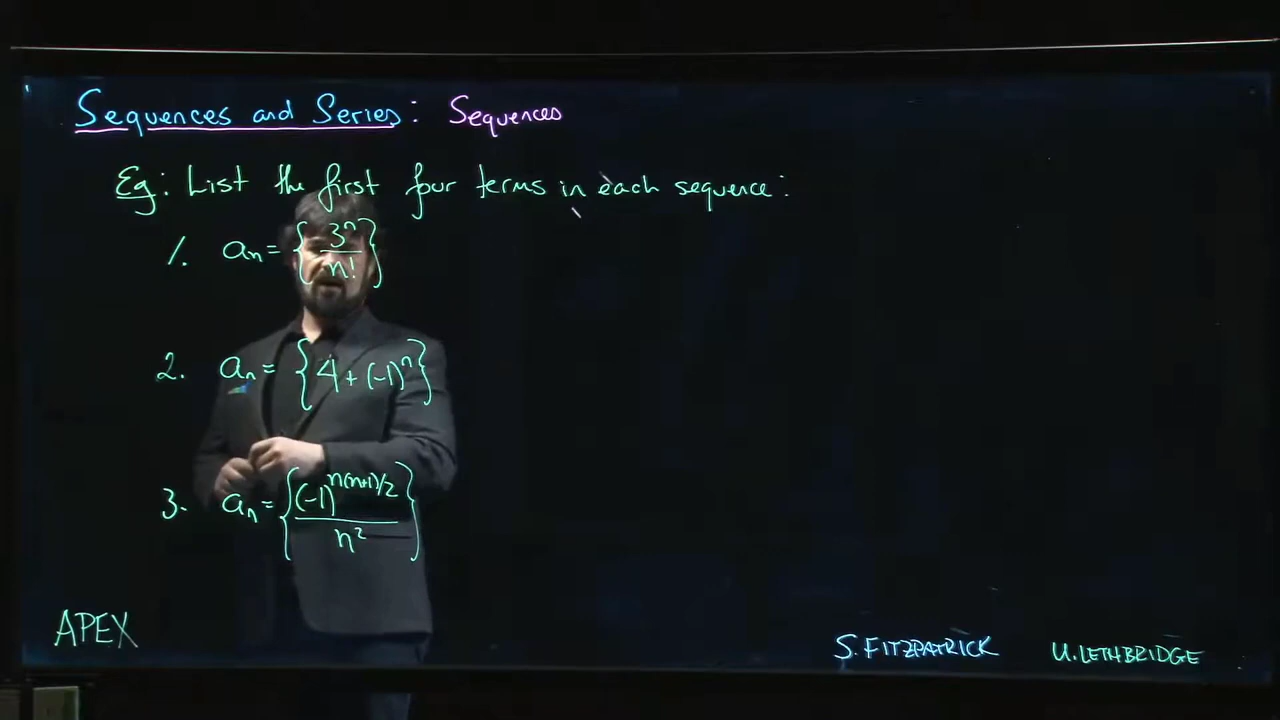 Sequences and Series: Sequences
Eg: List the first four terms in each sequence:
1. aₙ = { 3ⁿ / n! }
2. aₙ = { 4 + (-1)ⁿ }
3. aₙ = { (-1)^(n(n+1)/2) / n² }
APEX
S. FITZPATRICK
U. LETHBRIDGE